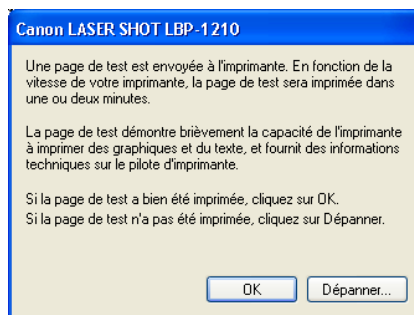 Canon LASER SHOT LBP-1210
Une page de test est envoyée à l'imprimante. En fonction de la
vitesse de votre imprimante, la page de test sera imprimée dans
une ou deux minutes.
La page de test démontre brièvement la capacité de l'imprimante
à imprimer des graphiques et du texte, et fournit des informations
techniques sur le pilote d'imprimante.
Si la page de test a bien été imprimée, cliquez sur OK.
Si la page de test n'a pas été imprimée, cliquez sur Dépanner.
OK
Dépanner...